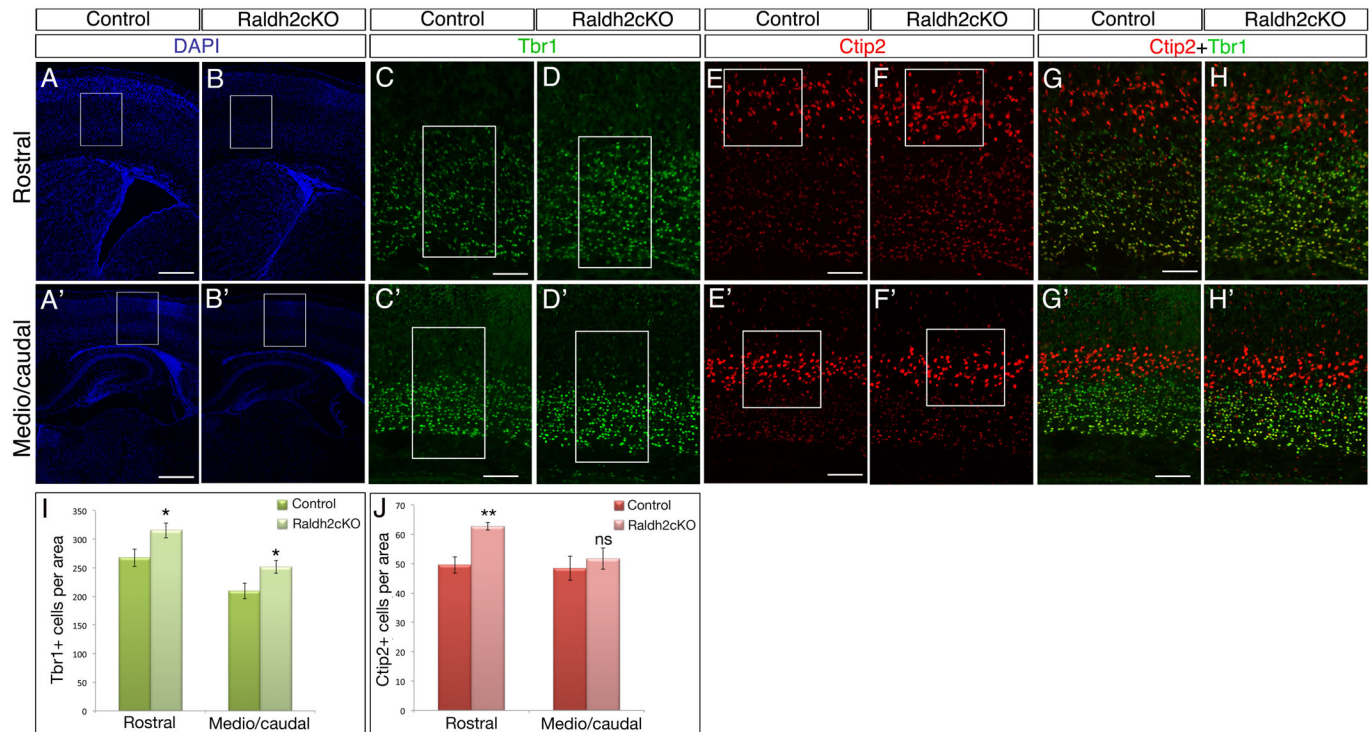 Control Raldh2cKO Control Raldh2cKO Control Raldh2cKO Control Raldh2cKO
DAPI Tbr1 Ctip2 Ctip2+Tbr1
Rostral
A B C D E F G H
Medio/caudal
A' B' C' D' E' F' G' H'
I
Tbr1+ cells per area
350
300
250
200
150
100
50
0
* *
Control
Raldh2cKO
Rostral Medio/caudal
J
Ctip2+ cells per area
70
60
50
40
30
20
10
0
** ns
Control
Raldh2cKO
Rostral Medio/caudal